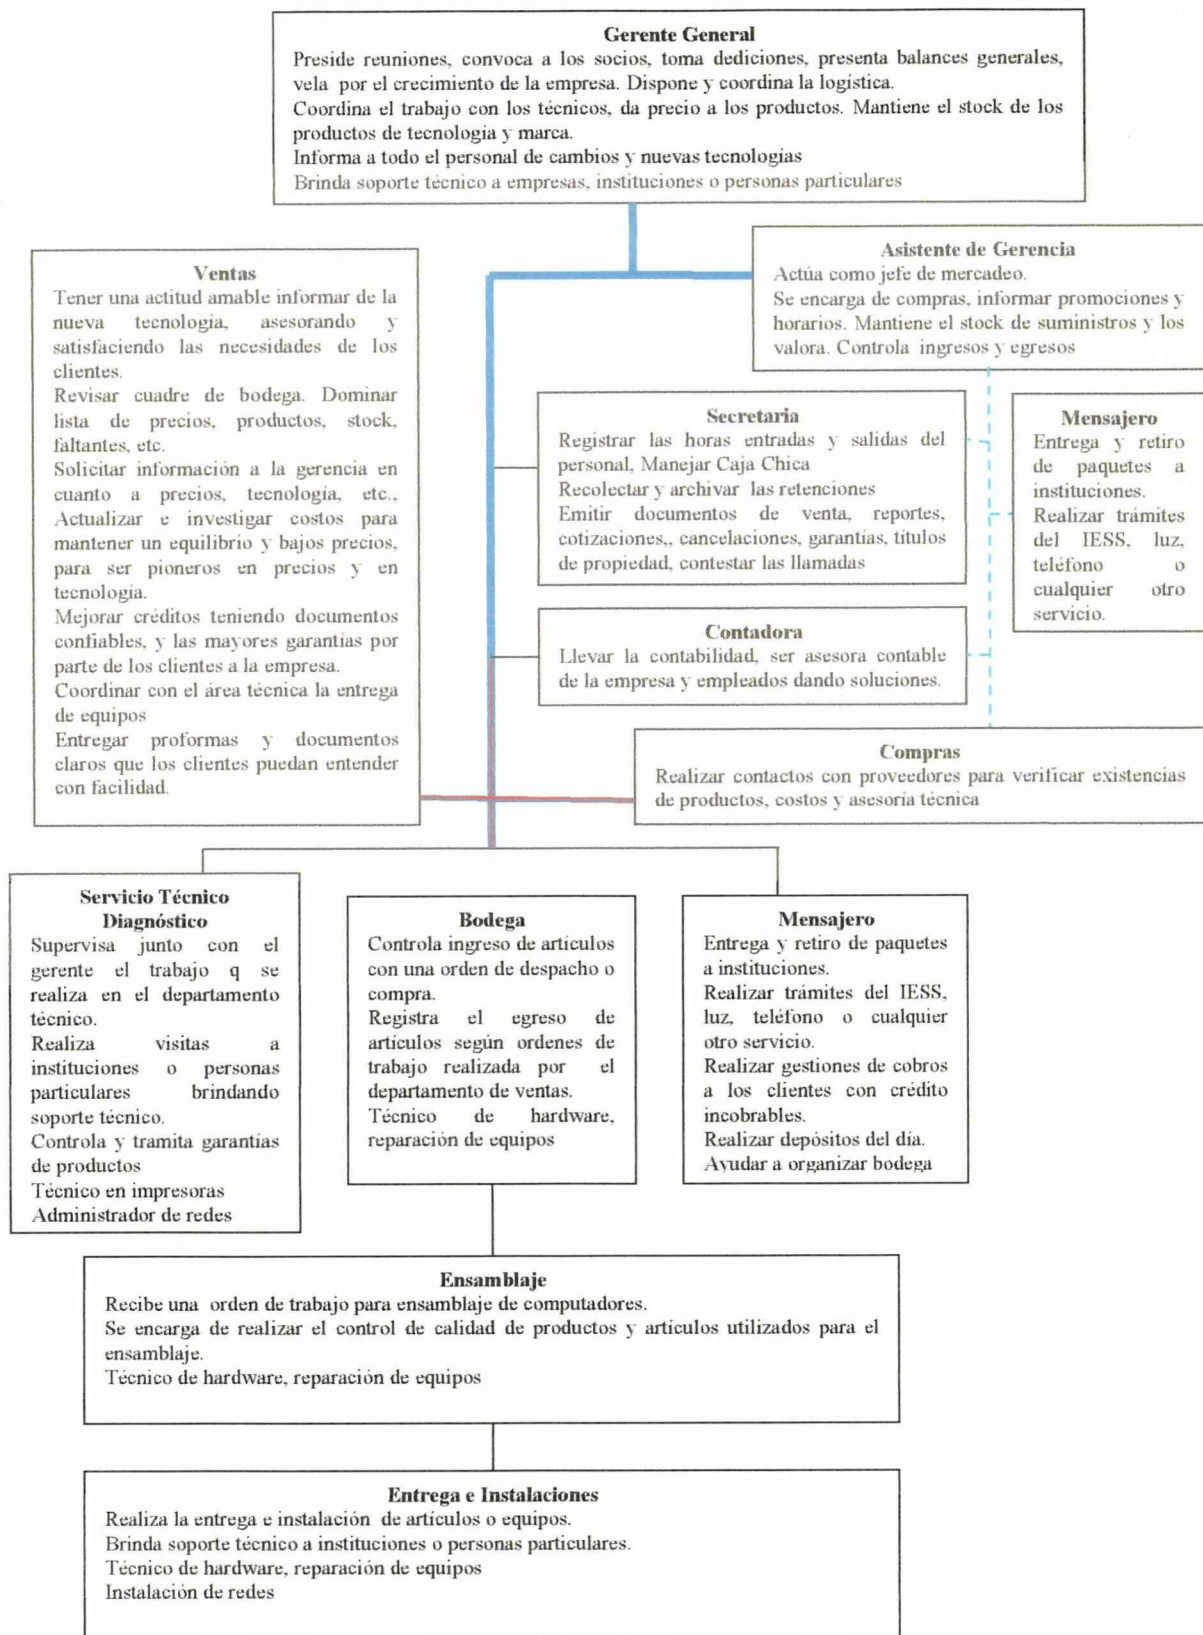 Gerente General
Preside reuniones, convoca a los socios, toma dediciones, presenta balances generales,
vela por el crecimiento de la empresa. Dispone y coordina la logística.
Coordina el trabajo con los técnicos, da precio a los productos. Mantiene el stock de los
productos de tecnología y marca.
Informa a todo el personal de cambios y nuevas tecnologías
Brinda soporte técnico a empresas, instituciones o personas particulares
Asistente de Gerencia
Actúa como jefe de mercadeo.
Se encarga de compras, informar promociones y
horarios. Mantiene el stock de suministros y los
valora. Controla ingresos y egresos
Ventas
Tener una actitud amable informar de la
nueva tecnología, asesorando y
satisfaciendo las necesidades de los
clientes.
Revisar cuadre de bodega. Dominar
lista de precios, productos, stock,
faltantes, etc.
Solicitar información a la gerencia en
cuanto a precios, tecnología, etc.,
Actualizar e investigar costos para
mantener un equilibrio y bajos precios,
para ser pioneros en precios y en
tecnología.
Mejorar créditos teniendo documentos
confiables, y las mayores garantías por
parte de los clientes a la empresa.
Coordinar con el área técnica la entrega
de equipos
Entregar proformas y documentos
claros que los clientes puedan entender
con facilidad.
Secretaria
Registrar las horas entradas y salidas del
personal, Manejar Caja Chica
Recolectar y archivar las retenciones
Emitir documentos de venta, reportes,
cotizaciones,, cancelaciones, garantías, títulos
de propiedad, contestar las llamadas
Mensajero
Entrega y retiro
de paquetes a
instituciones.
Realizar trámites
del IESS, luz,
teléfono o
cualquier otro
servicio.
Contadora
Llevar la contabilidad, ser asesora contable
de la empresa y empleados dando soluciones.
Compras
Realizar contactos con proveedores para verificar existencias
de productos, costos y asesoría técnica
Servicio Técnico
Diagnóstico
Supervisa junto con el
gerente el trabajo q se
realiza en el departamento
técnico.
Realiza visitas a
instituciones o personas
particulares brindando
soporte técnico.
Controla y tramita garantías
de productos
Técnico en impresoras
Administrador de redes
Bodega
Controla ingreso de artículos
con una orden de despacho o
compra.
Registra el egreso de
artículos según ordenes de
trabajo realizada por el
departamento de ventas.
Técnico de hardware,
reparación de equipos
Mensajero
Entrega y retiro de paquetes
a instituciones.
Realizar trámites del IESS,
luz, teléfono o cualquier
otro servicio.
Realizar gestiones de cobros
a los clientes con crédito
incobrables.
Realizar depósitos del día.
Ayudar a organizar bodega
Ensamblaje
Recibe una orden de trabajo para ensamblaje de computadores.
Se encarga de realizar el control de calidad de productos y artículos utilizados para el
ensamblaje.
Técnico de hardware, reparación de equipos
Entrega e Instalaciones
Realiza la entrega e instalación de artículos o equipos.
Brinda soporte técnico a instituciones o personas particulares.
Técnico de hardware, reparación de equipos
Instalación de redes